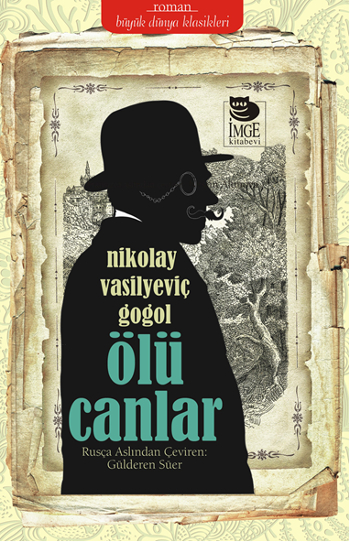 roman
büyük dünya klasikleri
İMGE
kitabevi
nikolay
vasilyeviç
gogol
ölü
canlar
Rusça Aslından Çeviren:
Gülderen Süer